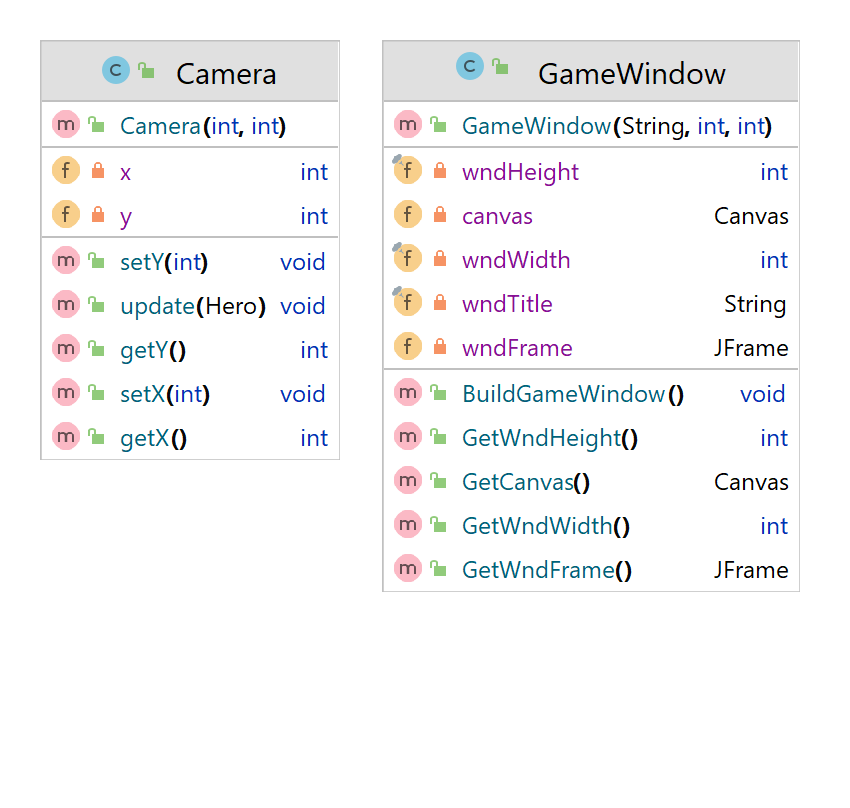 C Camera
m Camera(int, int)
f x int
f y int
m setY(int) void
m update(Hero) void
m getY() int
m setX(int) void
m getX() int
C GameWindow
m GameWindow(String, int, int)
f wndHeight int
f canvas Canvas
f wndWidth int
f wndTitle String
f wndFrame JFrame
m BuildGameWindow() void
m GetWndHeight() int
m GetCanvas() Canvas
m GetWndWidth() int
m GetWndFrame() JFrame